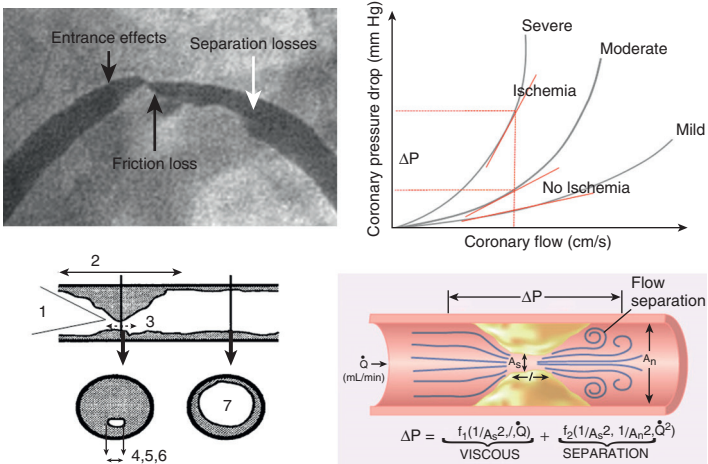 Entrance effects
Separation losses
Friction loss
Coronary pressure drop (mm Hg)
Severe
Moderate
Ischemia
Mild
ΔP
No Ischemia
Coronary flow (cm/s)
2
1
3
7
4,5,6
ΔP
Flow
separation
Q̇
(mL/min)
As
An
l
ΔP = f1(1/As2,l,Q̇) + f2(1/As2, 1/An2,Q̇2)
VISCOUS SEPARATION